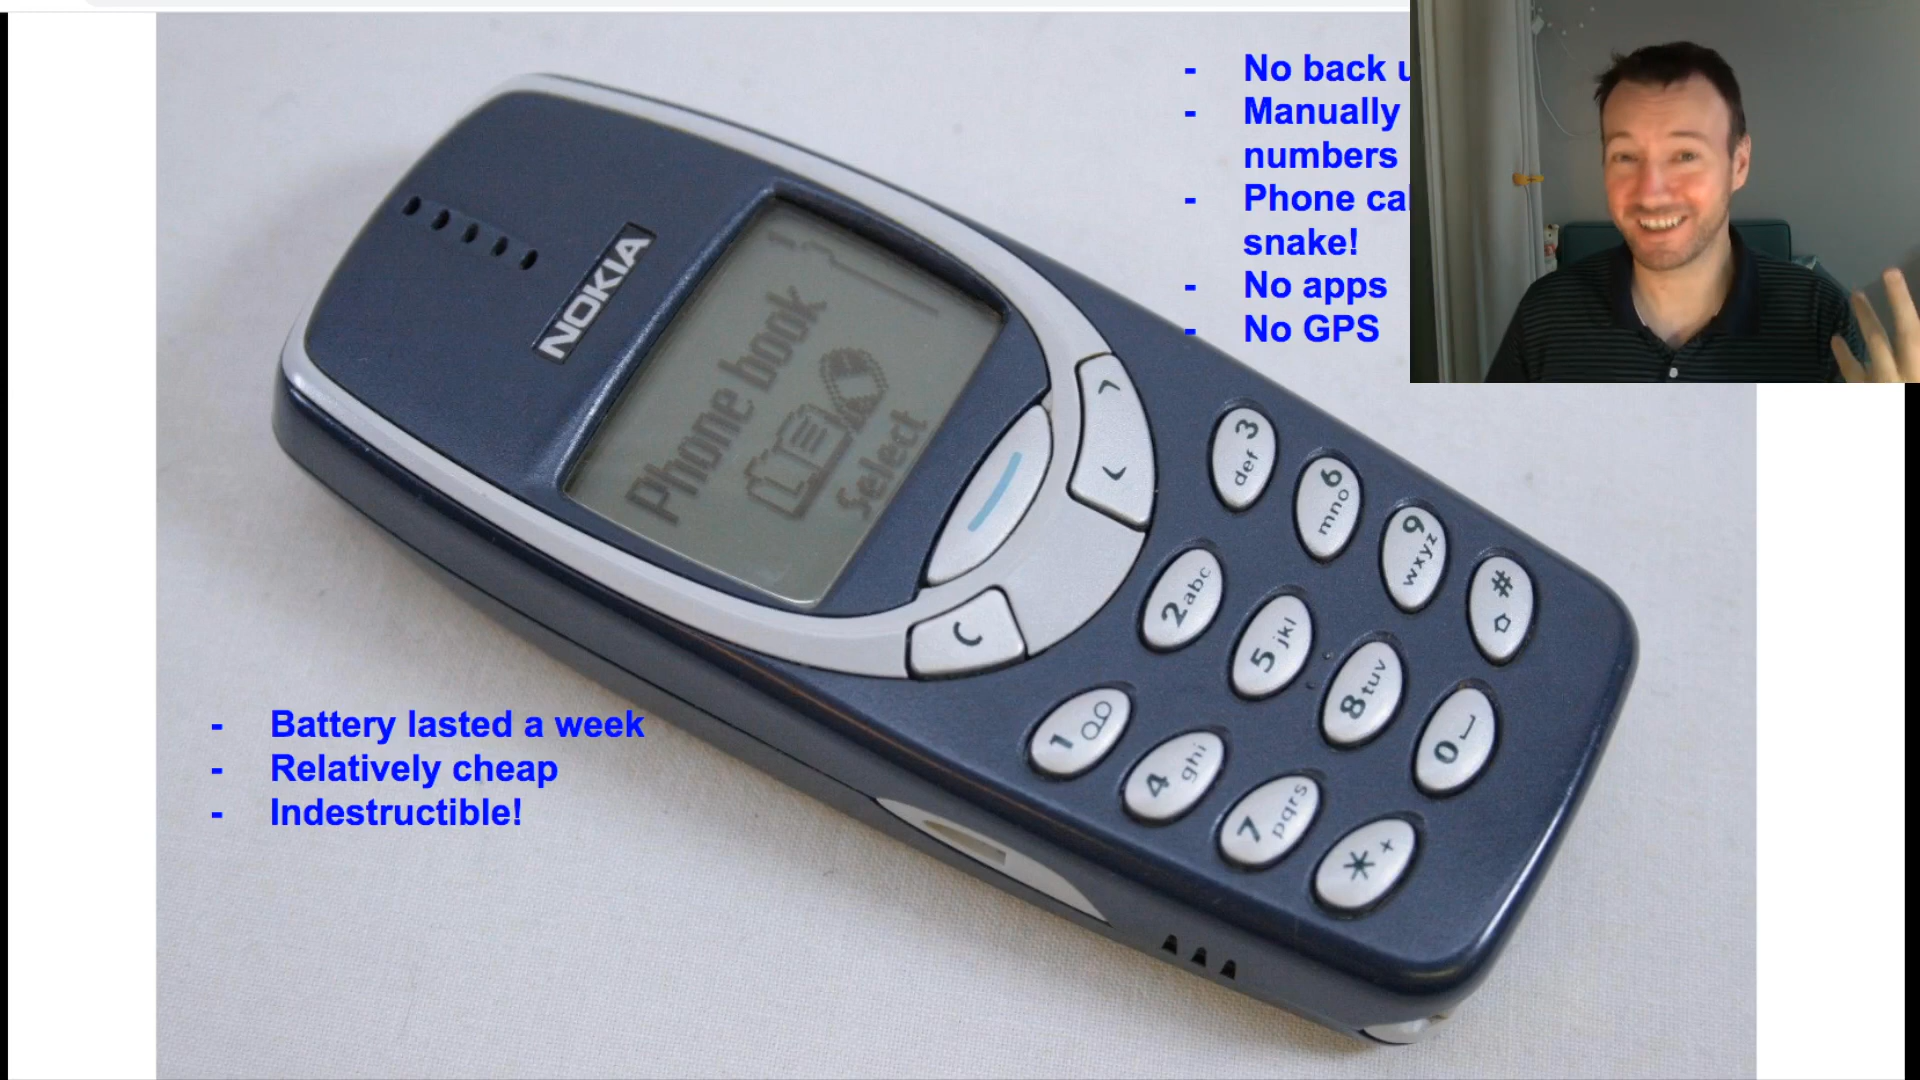 - No back
- Manually
numbers
- Phone
snake!
- No apps
- No GPS
NOKIA
Phone book
Select
C
3 def
6 mno
9 wxyz
#
2 abc
5 jkl
8 tuv
0
1
4 ghi
7 pqrs
* +
- Battery lasted a week
- Relatively cheap
- Indestructible!